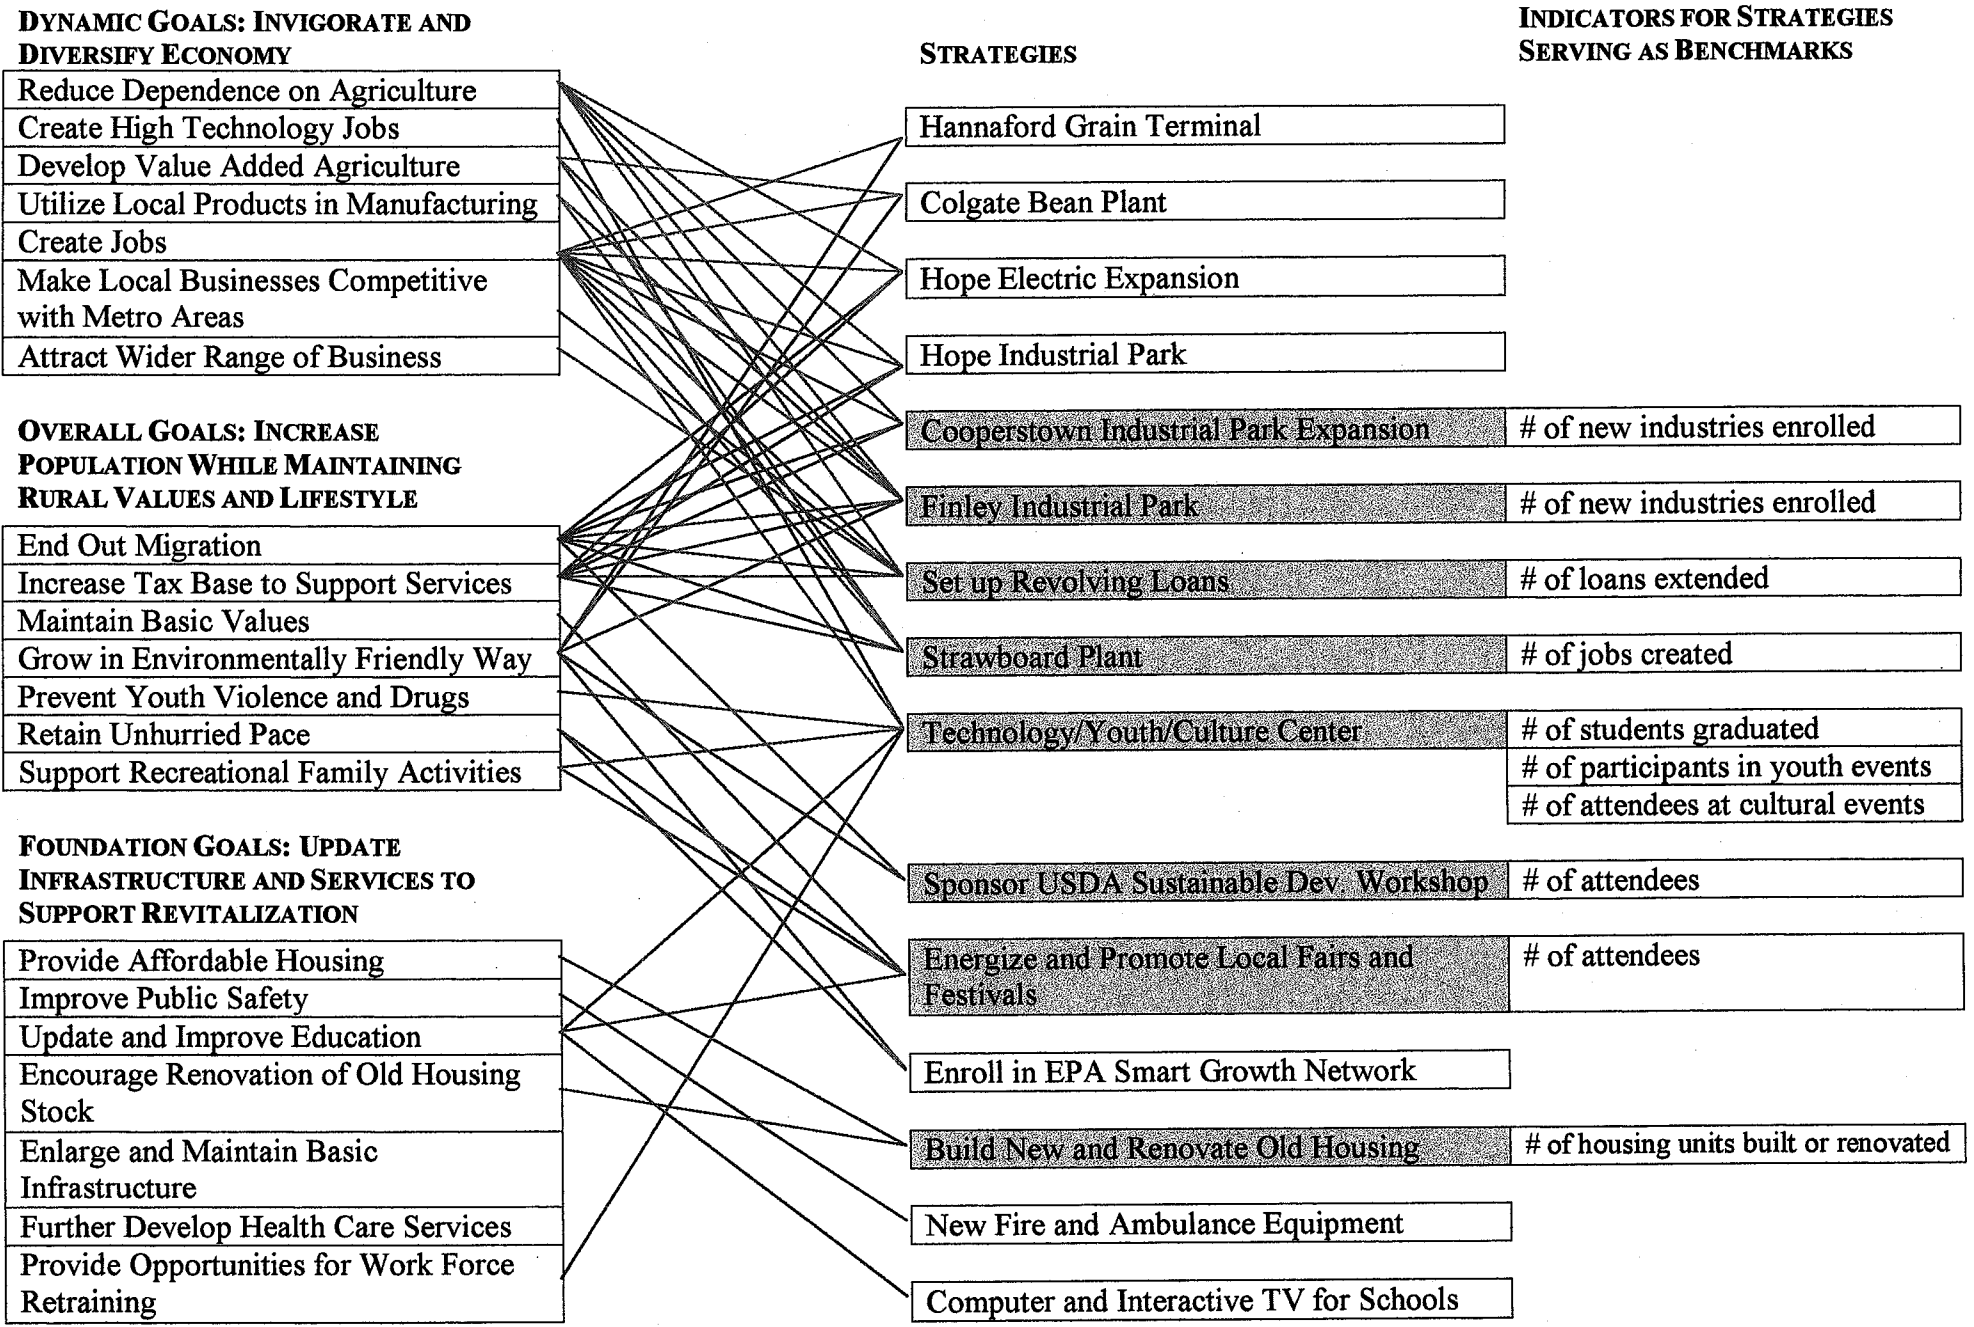 DYNAMIC GOALS: INVIGORATE AND
DIVERSIFY ECONOMY
Reduce Dependence on Agriculture
Create High Technology Jobs
Develop Value Added Agriculture
Utilize Local Products in Manufacturing
Create Jobs
Make Local Businesses Competitive
with Metro Areas
Attract Wider Range of Business
OVERALL GOALS: INCREASE
POPULATION WHILE MAINTAINING
RURAL VALUES AND LIFESTYLE
End Out Migration
Increase Tax Base to Support Services
Maintain Basic Values
Grow in Environmentally Friendly Way
Prevent Youth Violence and Drugs
Retain Unhurried Pace
Support Recreational Family Activities
FOUNDATION GOALS: UPDATE
INFRASTRUCTURE AND SERVICES TO
SUPPORT REVITALIZATION
Provide Affordable Housing
Improve Public Safety
Update and Improve Education
Encourage Renovation of Old Housing
Stock
Enlarge and Maintain Basic
Infrastructure
Further Develop Health Care Services
Provide Opportunities for Work Force
Retraining
STRATEGIES
Hannaford Grain Terminal
Colgate Bean Plant
Hope Electric Expansion
Hope Industrial Park
Cooperstown Industrial Park Expansion
Finley Industrial Park
Set up Revolving Loans
Strawboard Plant
Technology/Youth/Culture Center
Sponsor USDA Sustainable Dev. Workshop
Energize and Promote Local Fairs and
Festivals
Enroll in EPA Smart Growth Network
Build New and Renovate Old Housing
New Fire and Ambulance Equipment
Computer and Interactive TV for Schools
INDICATORS FOR STRATEGIES
SERVING AS BENCHMARKS
# of new industries enrolled
# of new industries enrolled
# of loans extended
# of jobs created
# of students graduated
# of participants in youth events
# of attendees at cultural events
# of attendees
# of attendees
# of housing units built or renovated